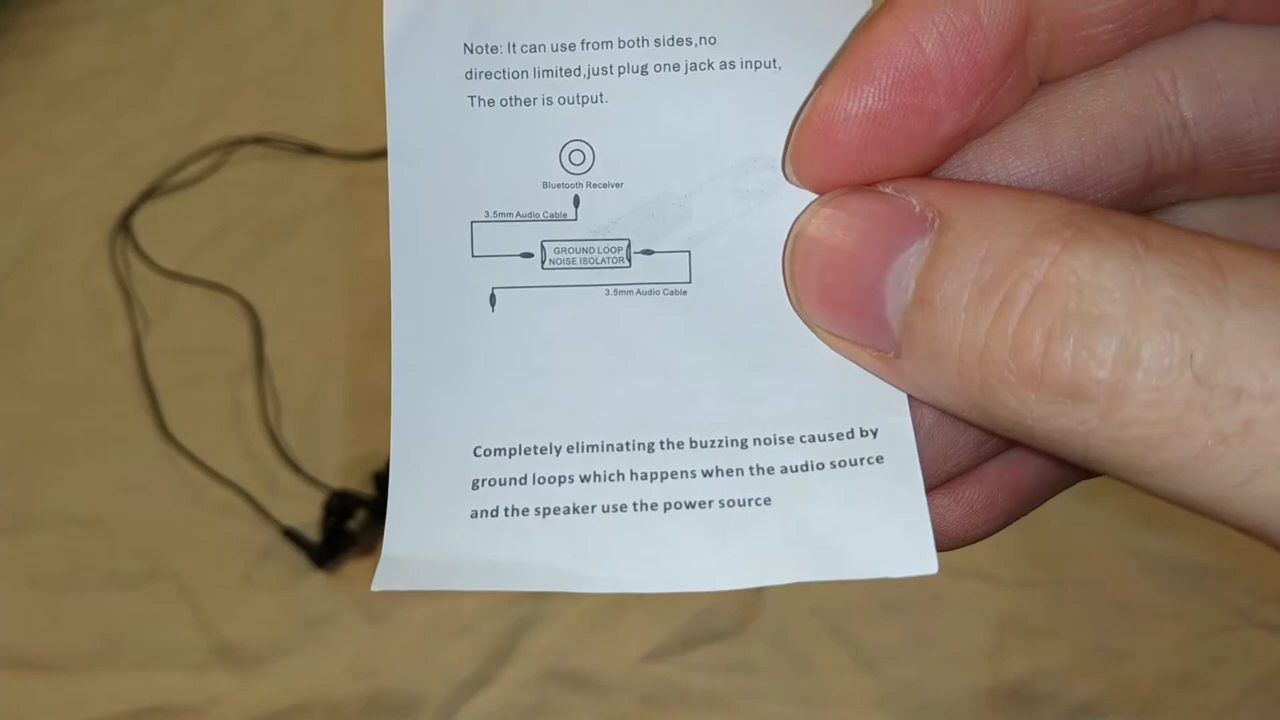 Note: It can use from both sides,no
direction limited,just plug one jack as input,
The other is output.
Bluetooth Receiver
3.5mm Audio Cable
GROUND LOOP
NOISE ISOLATOR
3.5mm Audio Cable
Completely eliminating the buzzing noise caused by
ground loops which happens when the audio source
and the speaker use the power source